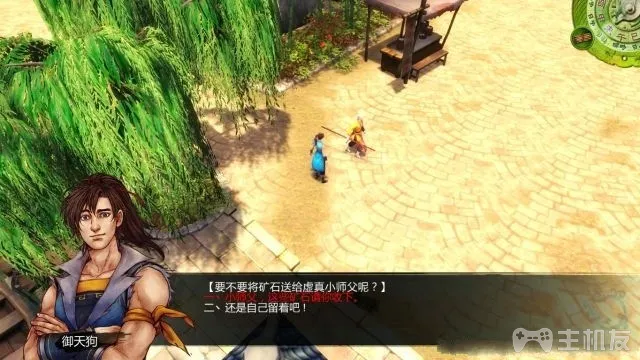 【要不要将矿石送给虚真小师父呢？】
一、小师父，这些矿石请你收下。
二、还是自己留着吧！
御天狗
主机友